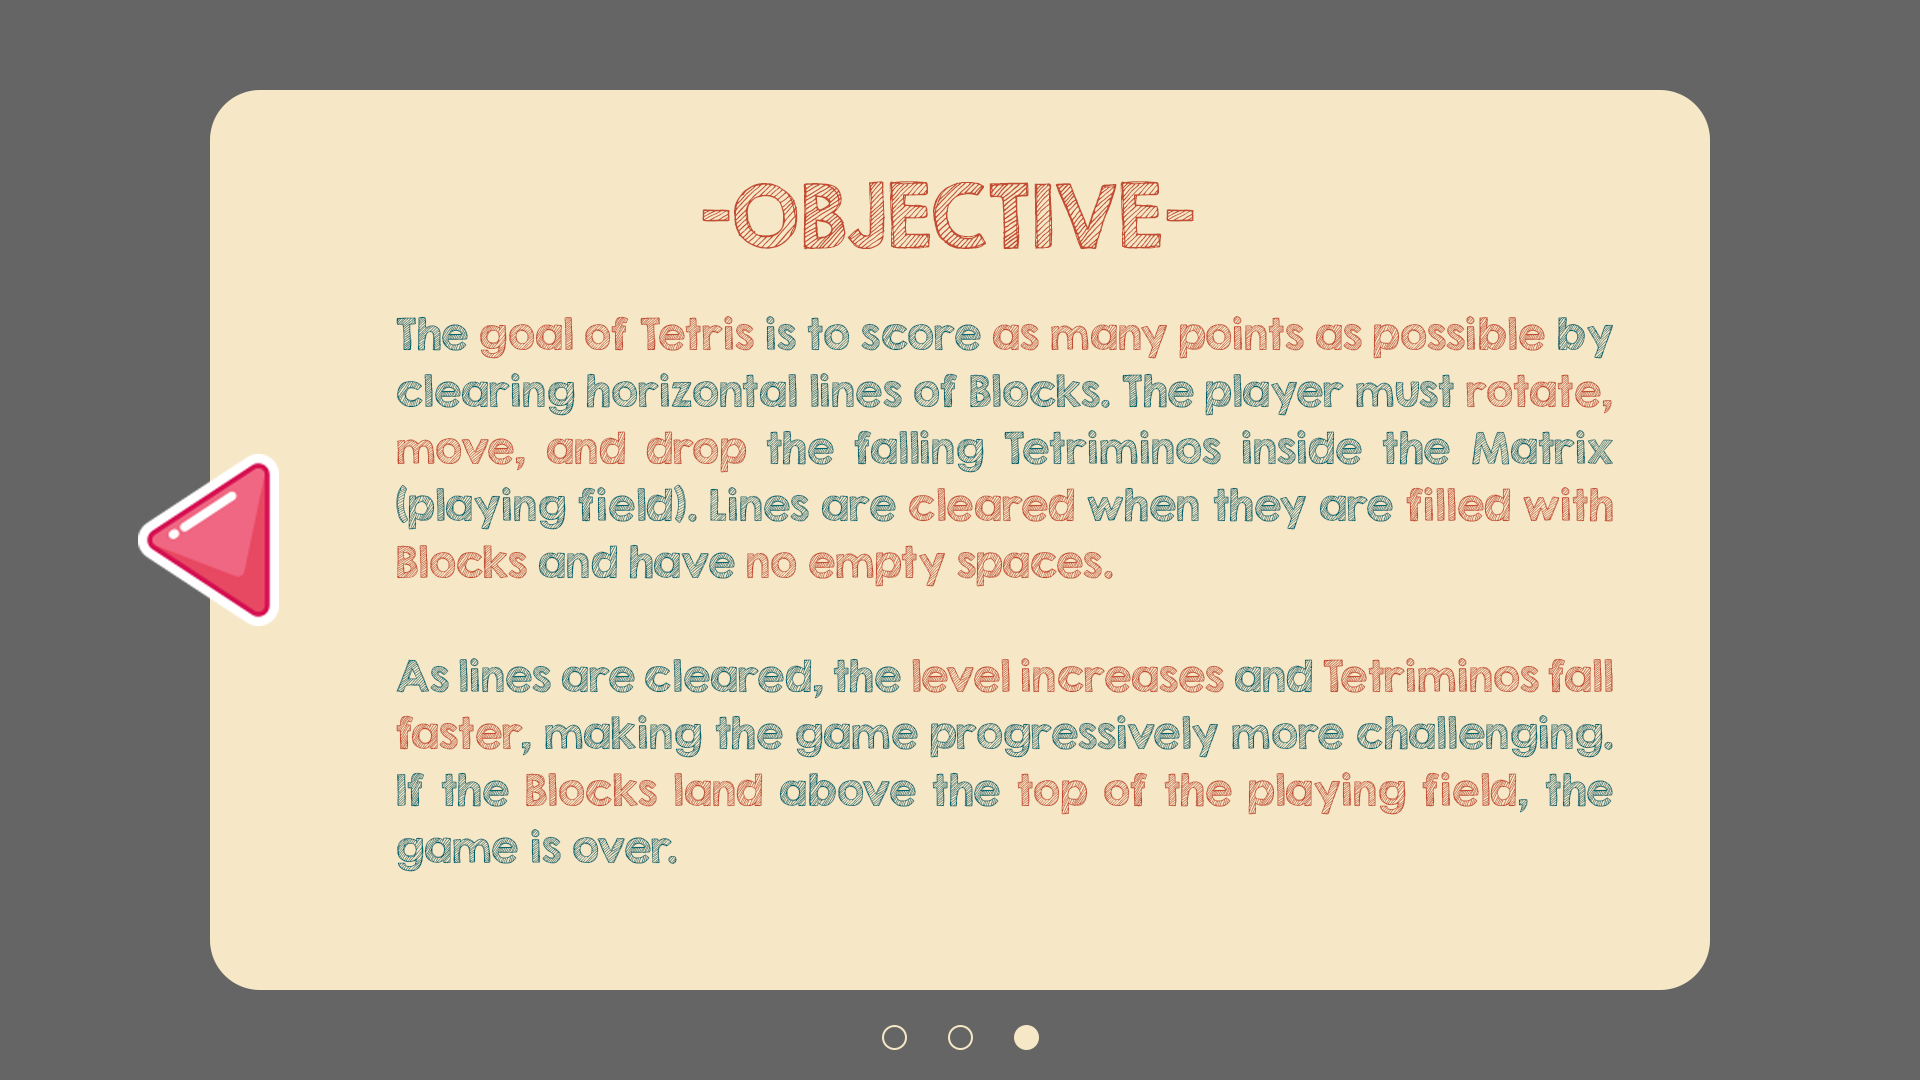 -OBJECTIVE-
The goal of Tetris is to score as many points as possible by
clearing horizontal lines of Blocks. The player must rotate,
move, and drop the falling Tetriminos inside the Matrix
(playing field). Lines are cleared when they are filled with
Blocks and have no empty spaces.
As lines are cleared, the level increases and Tetriminos fall
faster, making the game progressively more challenging.
If the Blocks land above the top of the playing field, the
game is over.